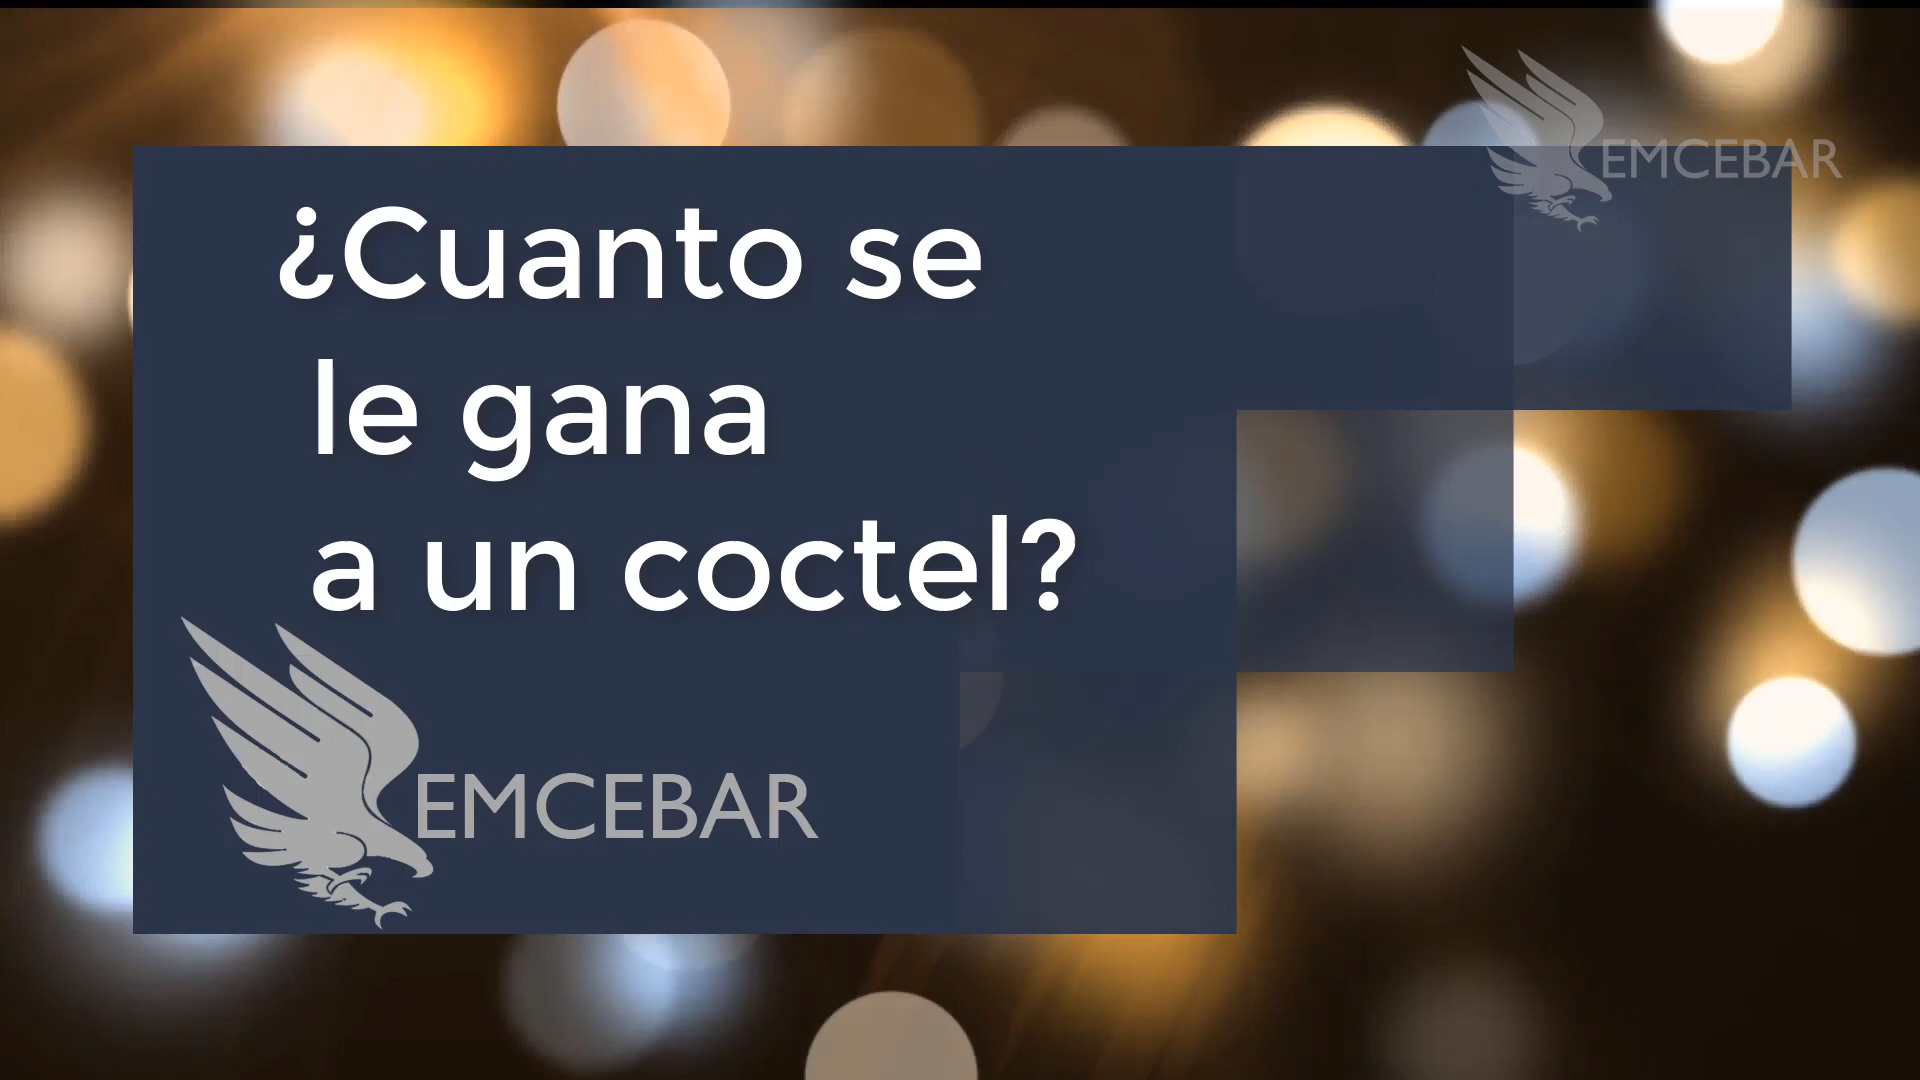 EMCEBAR
¿Cuanto se
le gana
a un coctel?
EMCEBAR